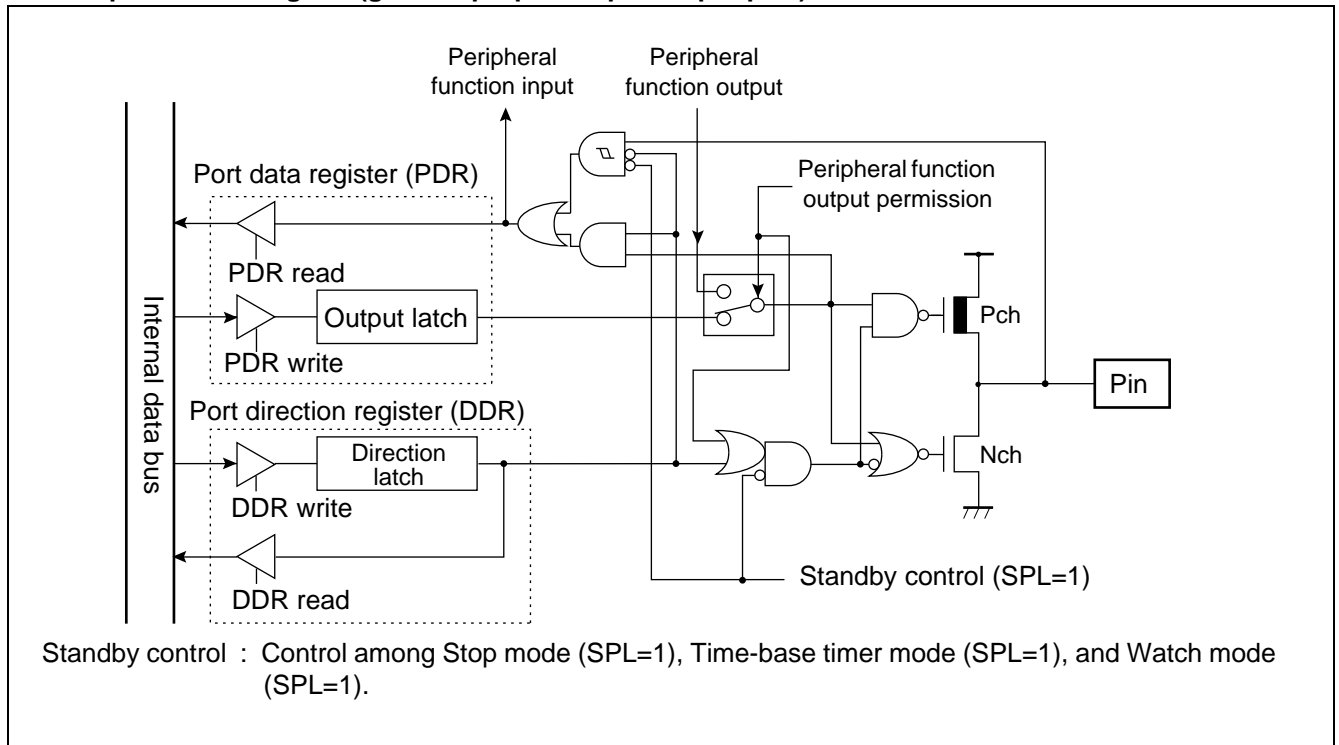 Peripheral
function input
Peripheral
function output
Peripheral function
output permission
Port data register (PDR)
PDR read
Output latch
PDR write
Internal data bus
Pch
Pin
Nch
Port direction register (DDR)
Direction
latch
DDR write
DDR read
Standby control (SPL=1)
Standby control : Control among Stop mode (SPL=1), Time-base timer mode (SPL=1), and Watch mode
(SPL=1).